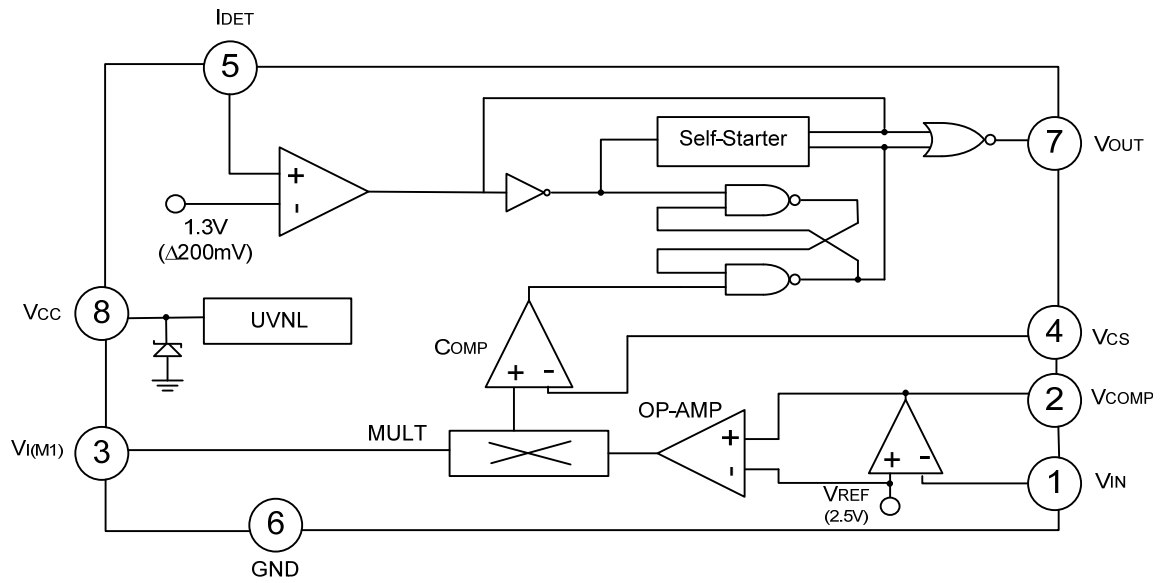 IDET
5
Self-Starter
7
VOUT
+
-
1.3V
(Δ200mV)
VCC
8
UVNL
4
VCS
COMP
+ -
2
VCOMP
OP-AMP
MULT
VI(M1)
3
+
-
+ -
1
VIN
VREF
(2.5V)
6
GND